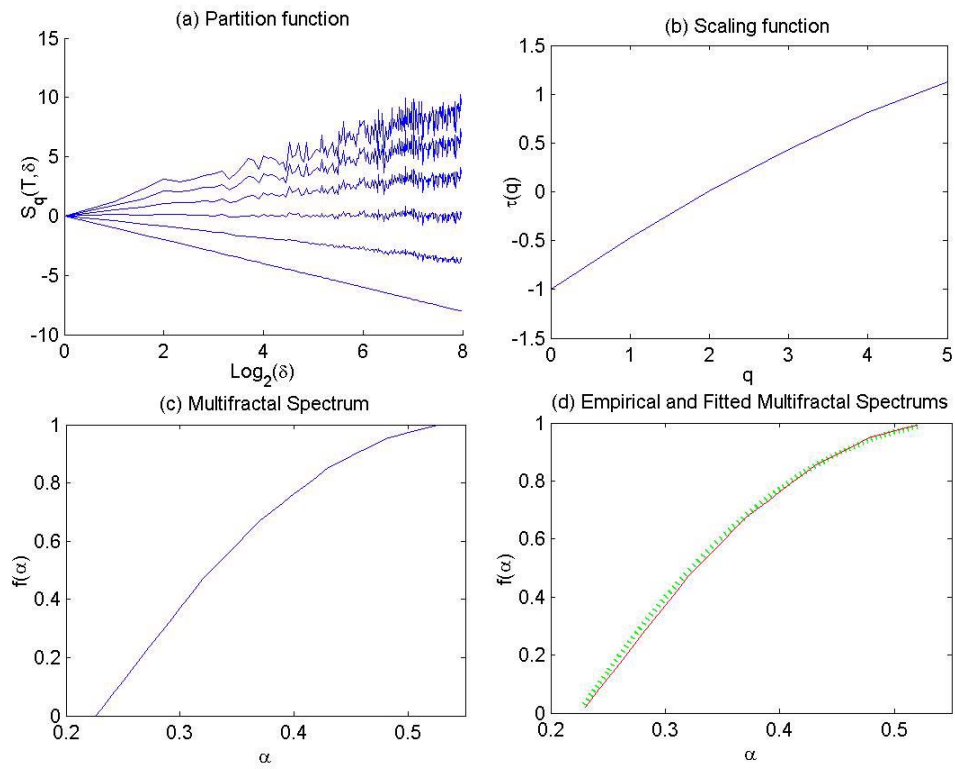 (a) Partition function
15
10
5
0
-5
-10
0 2 4 6 8
S_q(T,δ)
Log_2(δ)
(b) Scaling function
1.5
1
0.5
0
-0.5
-1
-1.5
0 1 2 3 4 5
τ(q)
q
(c) Multifractal Spectrum
1
0.8
0.6
0.4
0.2
0
0.2 0.3 0.4 0.5
f(α)
α
(d) Empirical and Fitted Multifractal Spectrums
1
0.8
0.6
0.4
0.2
0
0.2 0.3 0.4 0.5
f(α)
α